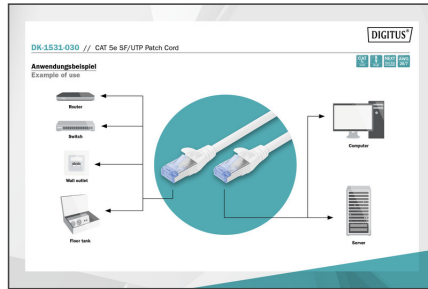 DIGITUS®
DK-1531-030 // CAT 5e SF/UTP Patch Cord
Anwendungsbeispiel
Example of use
Router
Switch
Wall outlet
Floor tank
Computer
Server